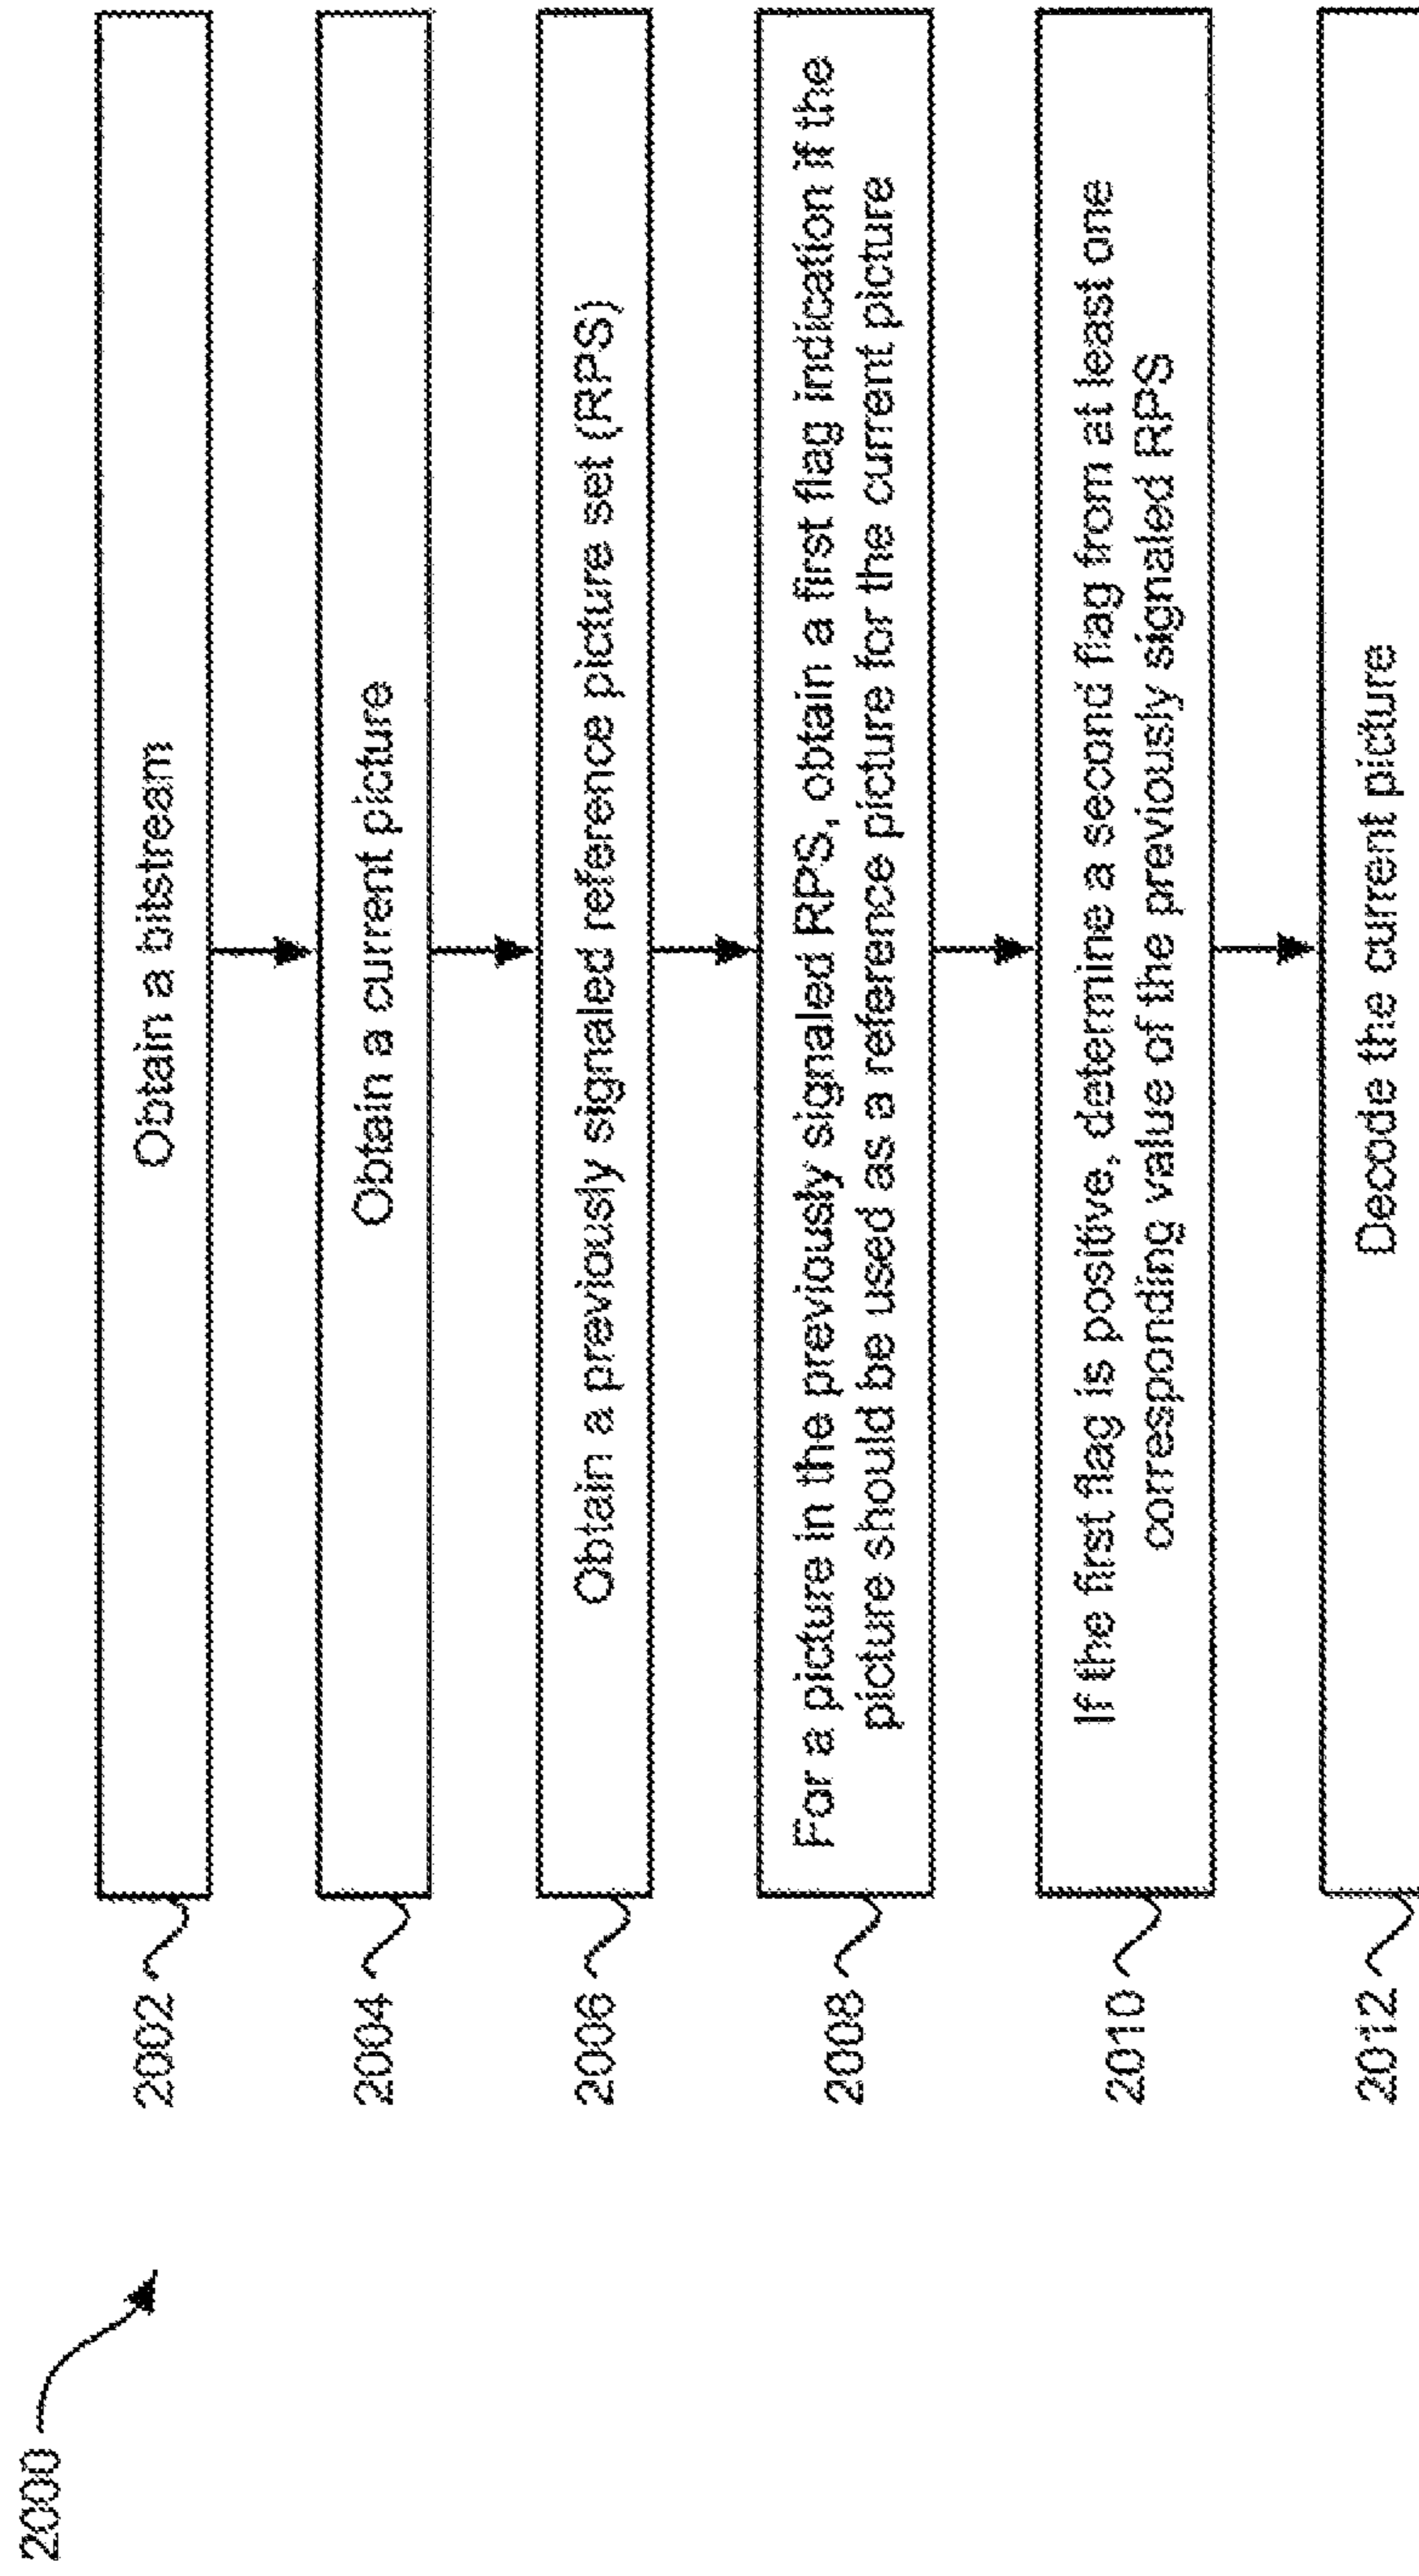 2000
2002
Obtain a bitstream
2004
Obtain a current picture
2006
Obtain a previously signaled reference picture set (RPS)
2008
For a picture in the previously signaled RPS, obtain a first flag indication if the
picture should be used as a reference picture for the current picture
2010
If the first flag is positive, determine a second flag from at least one
corresponding value of the previously signaled RPS
2012
Decode the current picture